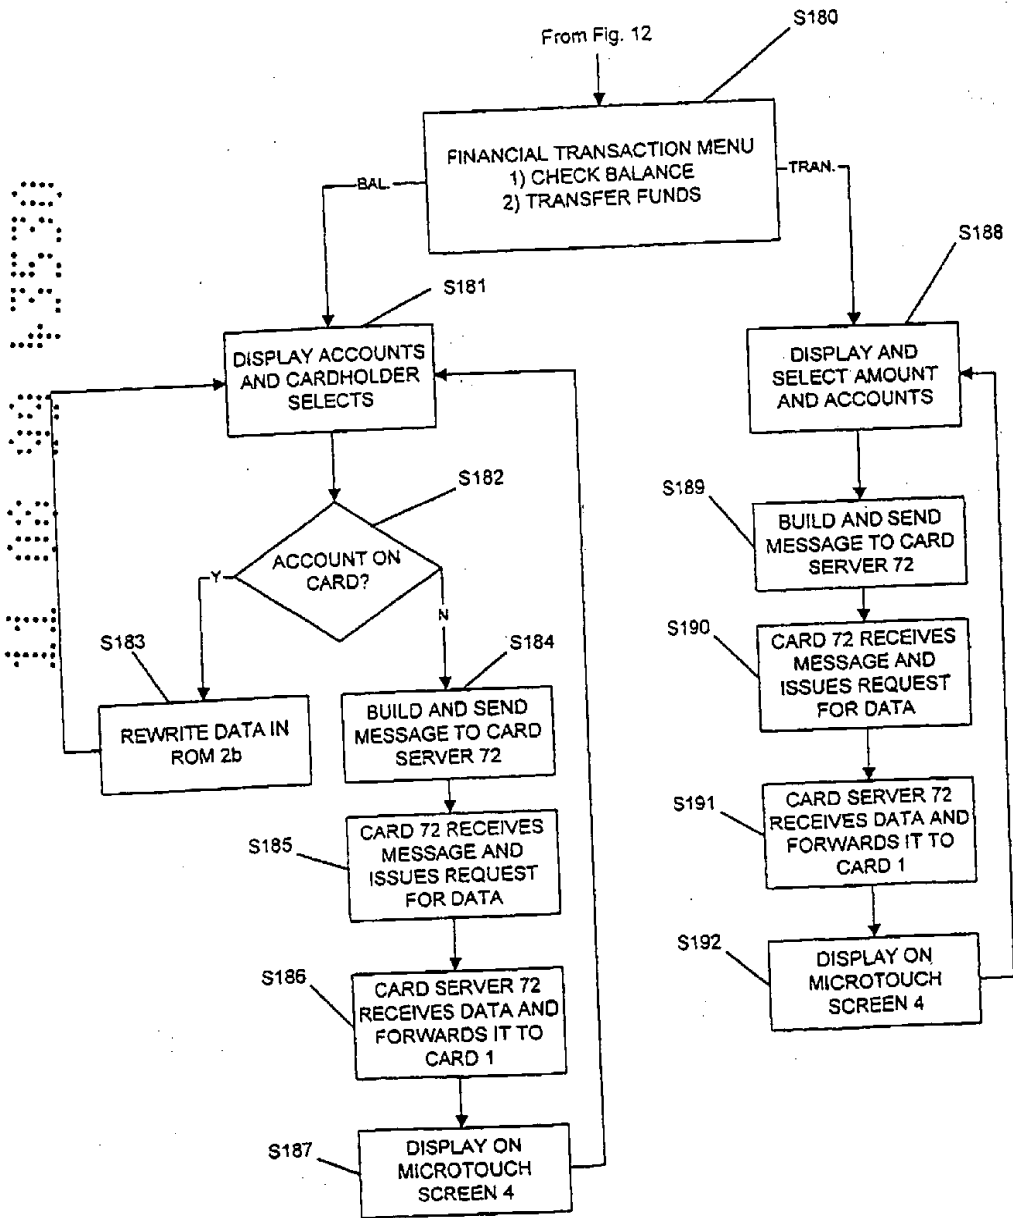 From Fig. 12
S180
FINANCIAL TRANSACTION MENU
1) CHECK BALANCE
2) TRANSFER FUNDS
BAL.
TRAN.
S181
DISPLAY ACCOUNTS
AND CARDHOLDER
SELECTS
S182
ACCOUNT ON
CARD?
Y
N
S183
REWRITE DATA IN
ROM 2b
S184
BUILD AND SEND
MESSAGE TO CARD
SERVER 72
S185
CARD 72 RECEIVES
MESSAGE AND
ISSUES REQUEST
FOR DATA
S186
CARD SERVER 72
RECEIVES DATA AND
FORWARDS IT TO
CARD 1
S187
DISPLAY ON
MICROTOUCH
SCREEN 4
S188
DISPLAY AND
SELECT AMOUNT
AND ACCOUNTS
S189
BUILD AND SEND
MESSAGE TO CARD
SERVER 72
S190
CARD 72 RECEIVES
MESSAGE AND
ISSUES REQUEST
FOR DATA
S191
CARD SERVER 72
RECEIVES DATA AND
FORWARDS IT TO
CARD 1
S192
DISPLAY ON
MICROTOUCH
SCREEN 4